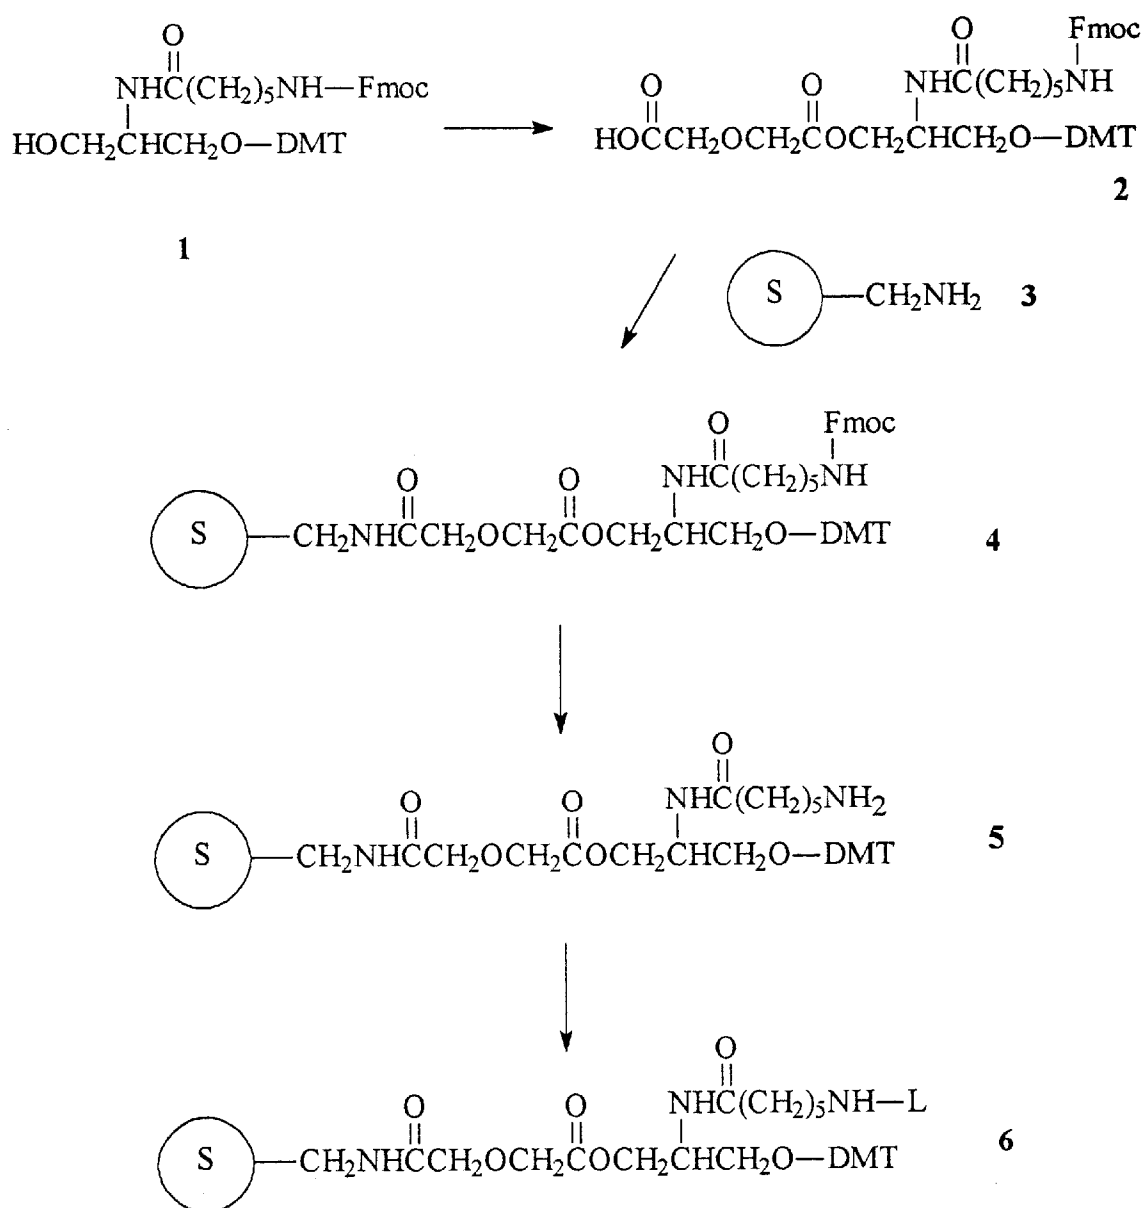 O
NHC(CH2)5NH—Fmoc
HOCH2CHCH2O—DMT
1
Fmoc
O O O
NHC(CH2)5NH
HOCCH2OCH2COCH2CHCH2O—DMT
2
S —CH2NH2 3
O Fmoc
O O NHC(CH2)5NH
S —CH2NHCCH2OCH2COCH2CHCH2O—DMT 4
O
O O NHC(CH2)5NH2
S —CH2NHCCH2OCH2COCH2CHCH2O—DMT 5
O
O O NHC(CH2)5NH—L
S —CH2NHCCH2OCH2COCH2CHCH2O—DMT 6